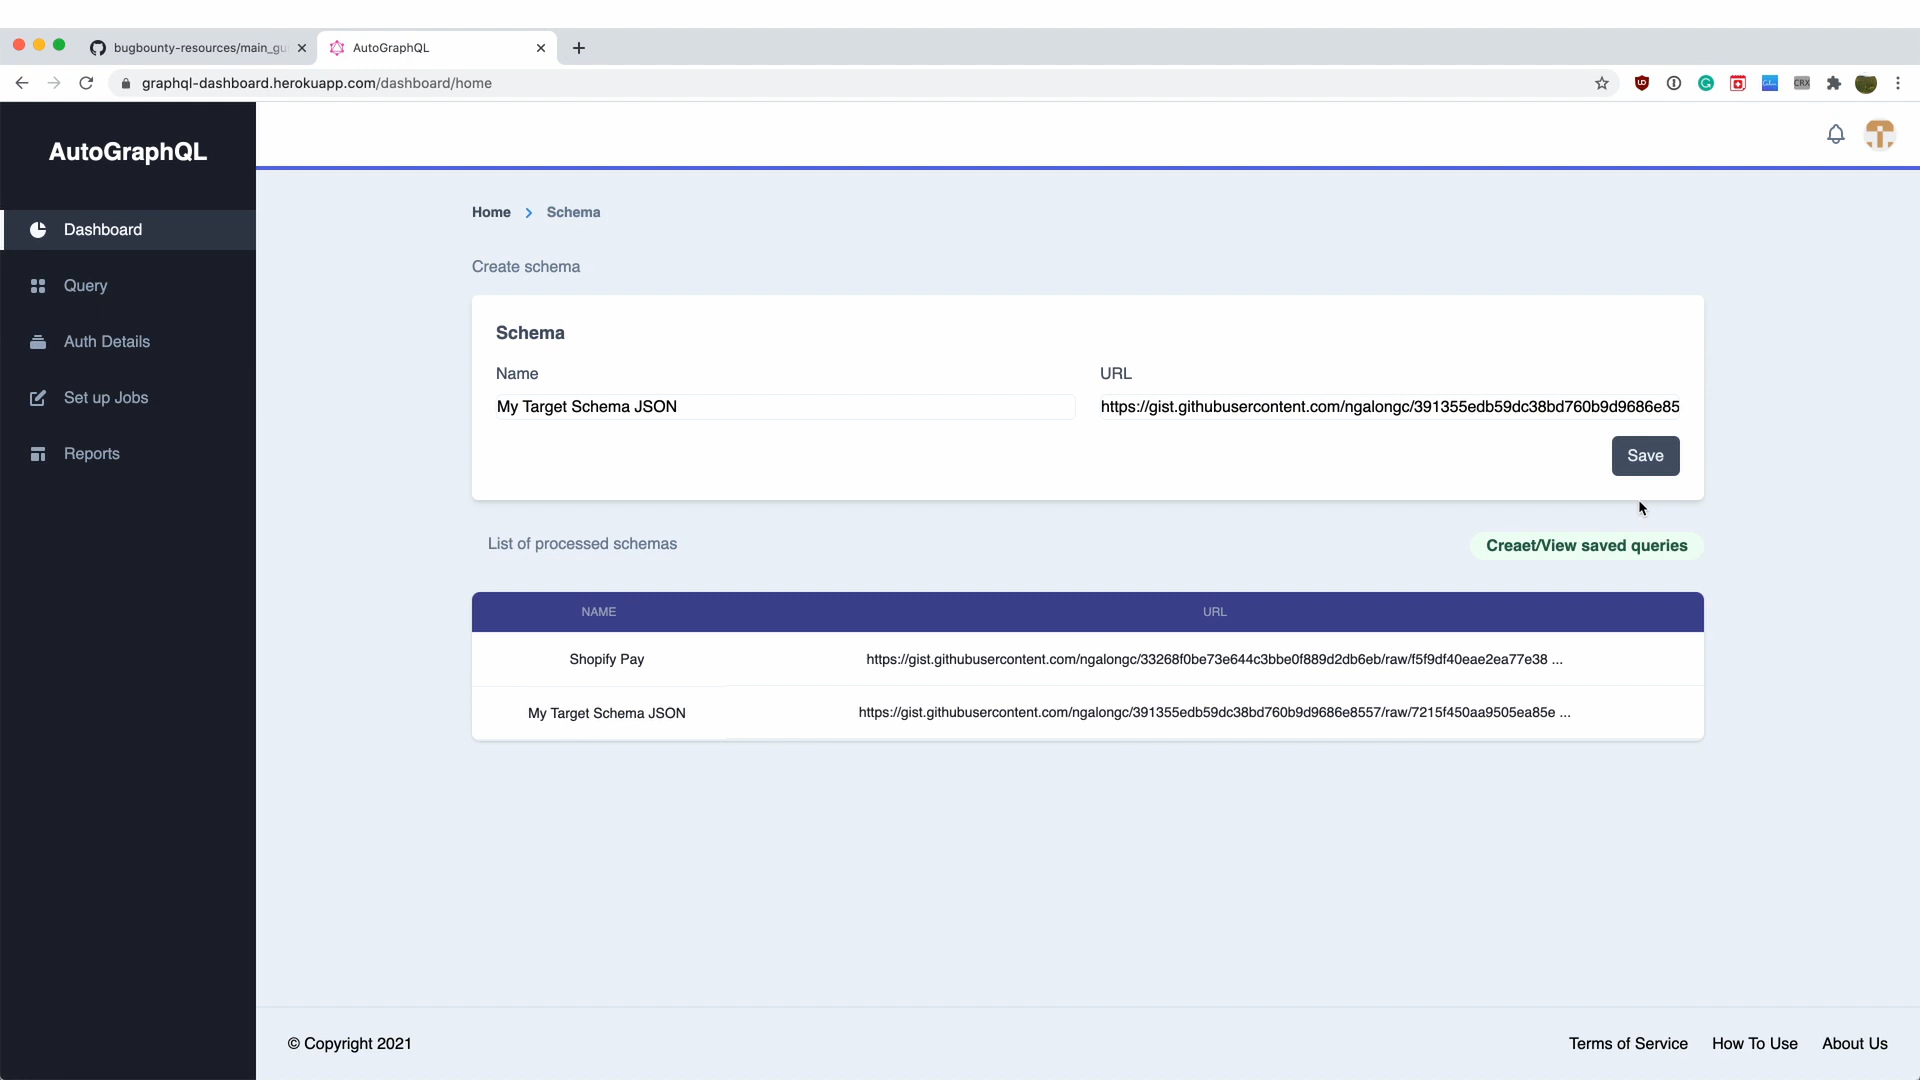 bugbounty-resources/main_gu
AutoGraphQL
graphql-dashboard.herokuapp.com/dashboard/home
CRX
AutoGraphQL
Dashboard
Query
Auth Details
Set up Jobs
Reports
Home > Schema
Create schema
Schema
Name
URL
My Target Schema JSON
https://gist.githubusercontent.com/ngalongc/391355edb59dc38bd760b9d9686e85
Save
List of processed schemas
Creaet/View saved queries
NAME
URL
Shopify Pay
https://gist.githubusercontent.com/ngalongc/33268f0be73e644c3bbe0f889d2db6eb/raw/f5f9df40eae2ea77e38 ...
My Target Schema JSON
https://gist.githubusercontent.com/ngalongc/391355edb59dc38bd760b9d9686e8557/raw/7215f450aa9505ea85e ...
© Copyright 2021
Terms of Service
How To Use
About Us